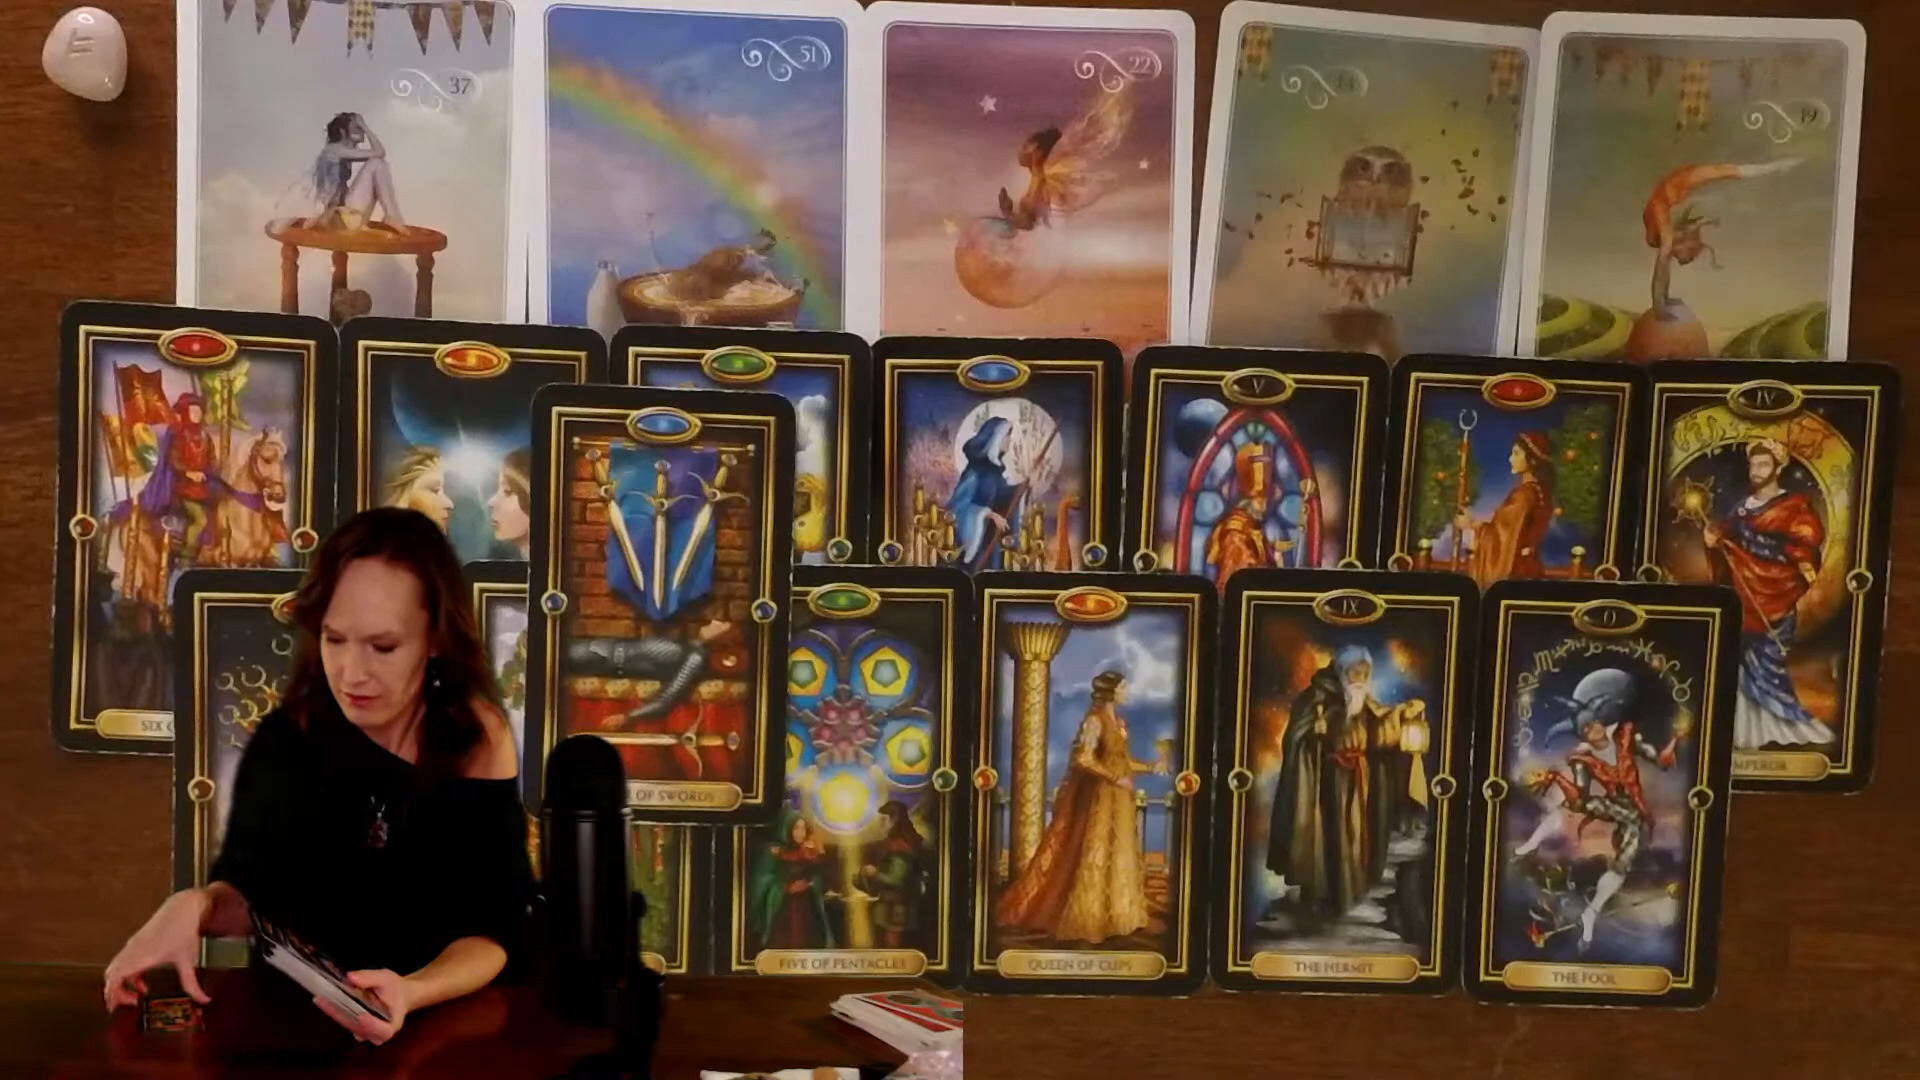 37
51
22
44
19
V
IV
IX
0
SIX
OF SWORDS
EMPEROR
FIVE OF PENTACLES
QUEEN OF CUPS
THE HERMIT
THE FOOL